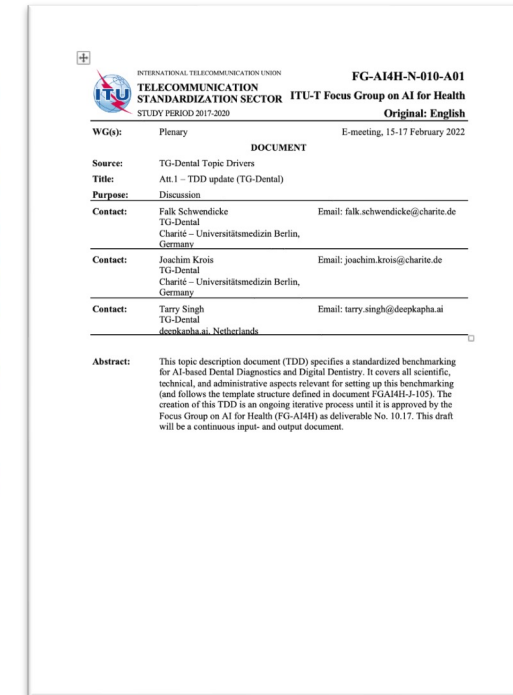 INTERNATIONAL TELECOMMUNICATION UNION
TELECOMMUNICATION
STANDARDIZATION SECTOR
STUDY PERIOD 2017-2020
FG-AI4H-N-010-A01
ITU-T Focus Group on AI for Health
Original: English
ITU
WG(s): Plenary E-meeting, 15-17 February 2022
DOCUMENT
Source: TG-Dental Topic Drivers
Title: Att.1 – TDD update (TG-Dental)
Purpose: Discussion
Contact: Falk Schwendicke Email: falk.schwendicke@charite.de
TG-Dental
Charité – Universitätsmedizin Berlin,
Germany
Contact: Joachim Krois Email: joachim.krois@charite.de
TG-Dental
Charité – Universitätsmedizin Berlin,
Germany
Contact: Tarry Singh Email: tarry.singh@deepkapha.ai
TG-Dental
deepkapha.ai, Netherlands
Abstract: This topic description document (TDD) specifies a standardized benchmarking
for AI-based Dental Diagnostics and Digital Dentistry. It covers all scientific,
technical, and administrative aspects relevant for setting up this benchmarking
(and follows the template structure defined in document FGAI4H-J-105). The
creation of this TDD is an ongoing iterative process until it is approved by the
Focus Group on AI for Health (FG-AI4H) as deliverable No. 10.17. This draft
will be a continuous input- and output document.